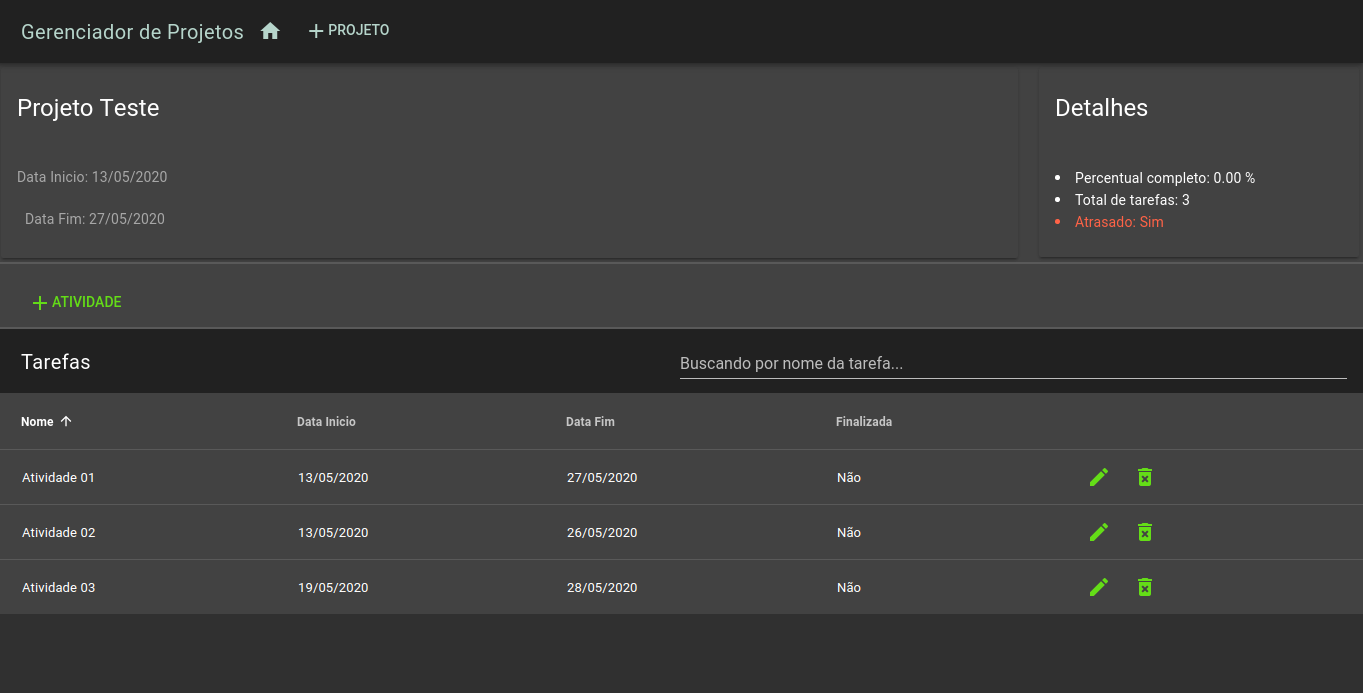 Gerenciador de Projetos PROJETO
Projeto Teste
Data Inicio: 13/05/2020
Data Fim: 27/05/2020
Detalhes
Percentual completo: 0.00 %
Total de tarefas: 3
Atrasado: Sim
ATIVIDADE
Tarefas Buscando por nome da tarefa...
Nome Data Inicio Data Fim Finalizada
Atividade 01 13/05/2020 27/05/2020 Não
Atividade 02 13/05/2020 26/05/2020 Não
Atividade 03 19/05/2020 28/05/2020 Não